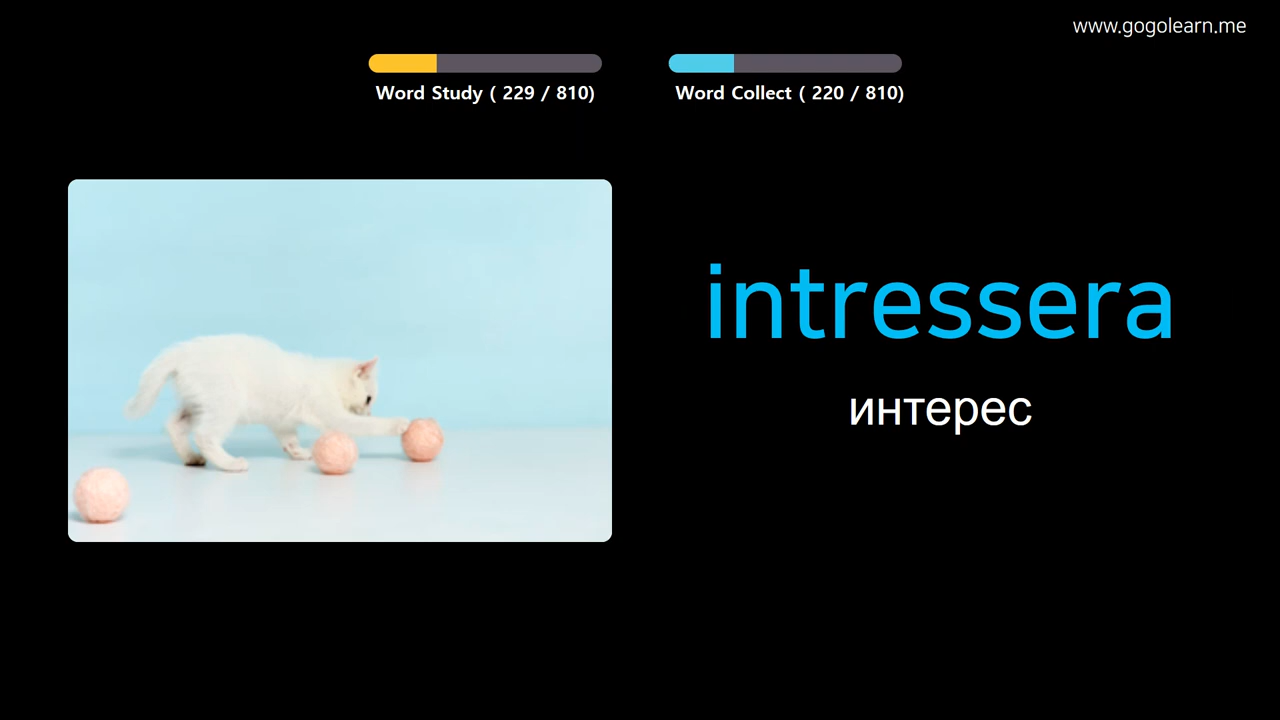 www.gogolearn.me
Word Study ( 229 / 810)
Word Collect ( 220 / 810)
intressera
интерес